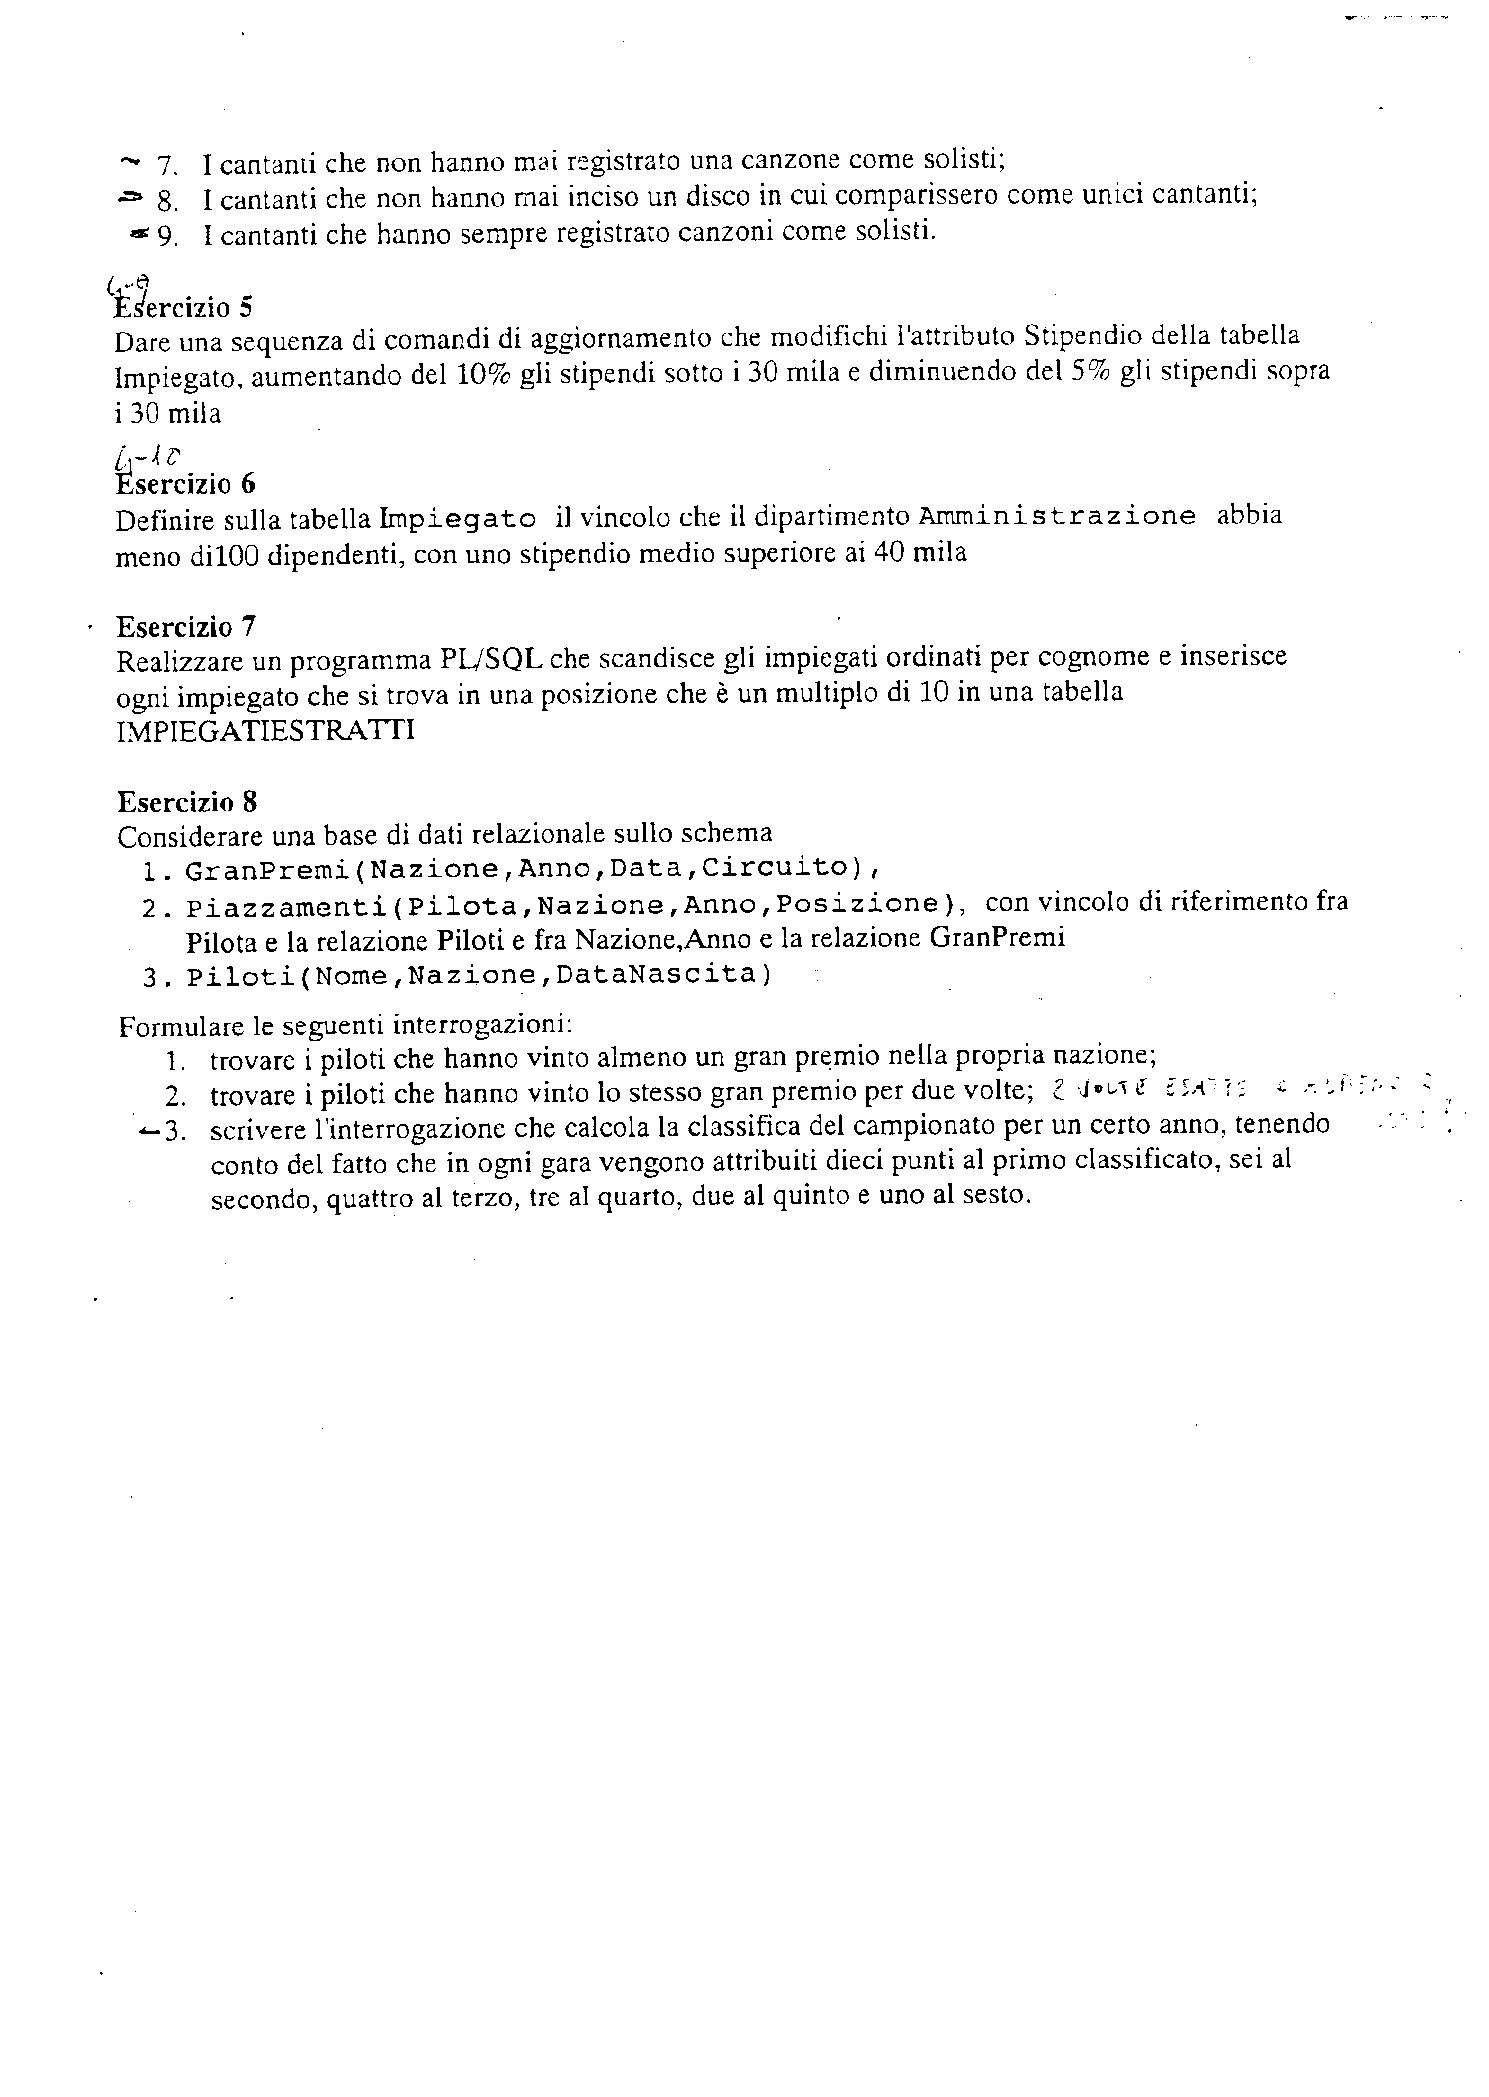 7. I cantanti che non hanno mai registrato una canzone come solisti;
8. I cantanti che non hanno mai inciso un disco in cui comparissero come unici cantanti;
9. I cantanti che hanno sempre registrato canzoni come solisti.
4-9
Esercizio 5
Dare una sequenza di comandi di aggiornamento che modifichi l'attributo Stipendio della tabella
Impiegato, aumentando del 10% gli stipendi sotto i 30 mila e diminuendo del 5% gli stipendi sopra
i 30 mila
4-10
Esercizio 6
Definire sulla tabella Impiegato il vincolo che il dipartimento Amministrazione abbia
meno di100 dipendenti, con uno stipendio medio superiore ai 40 mila
Esercizio 7
Realizzare un programma PL/SQL che scandisce gli impiegati ordinati per cognome e inserisce
ogni impiegato che si trova in una posizione che è un multiplo di 10 in una tabella
IMPIEGATIESTRATTI
Esercizio 8
Considerare una base di dati relazionale sullo schema
1. GranPremi(Nazione,Anno,Data,Circuito),
2. Piazzamenti(Pilota,Nazione,Anno,Posizione), con vincolo di riferimento fra
Pilota e la relazione Piloti e fra Nazione,Anno e la relazione GranPremi
3. Piloti(Nome,Nazione,DataNascita)
Formulare le seguenti interrogazioni:
1. trovare i piloti che hanno vinto almeno un gran premio nella propria nazione;
2. trovare i piloti che hanno vinto lo stesso gran premio per due volte; 2 VOLTE
3. scrivere l'interrogazione che calcola la classifica del campionato per un certo anno, tenendo
conto del fatto che in ogni gara vengono attribuiti dieci punti al primo classificato, sei al
secondo, quattro al terzo, tre al quarto, due al quinto e uno al sesto.